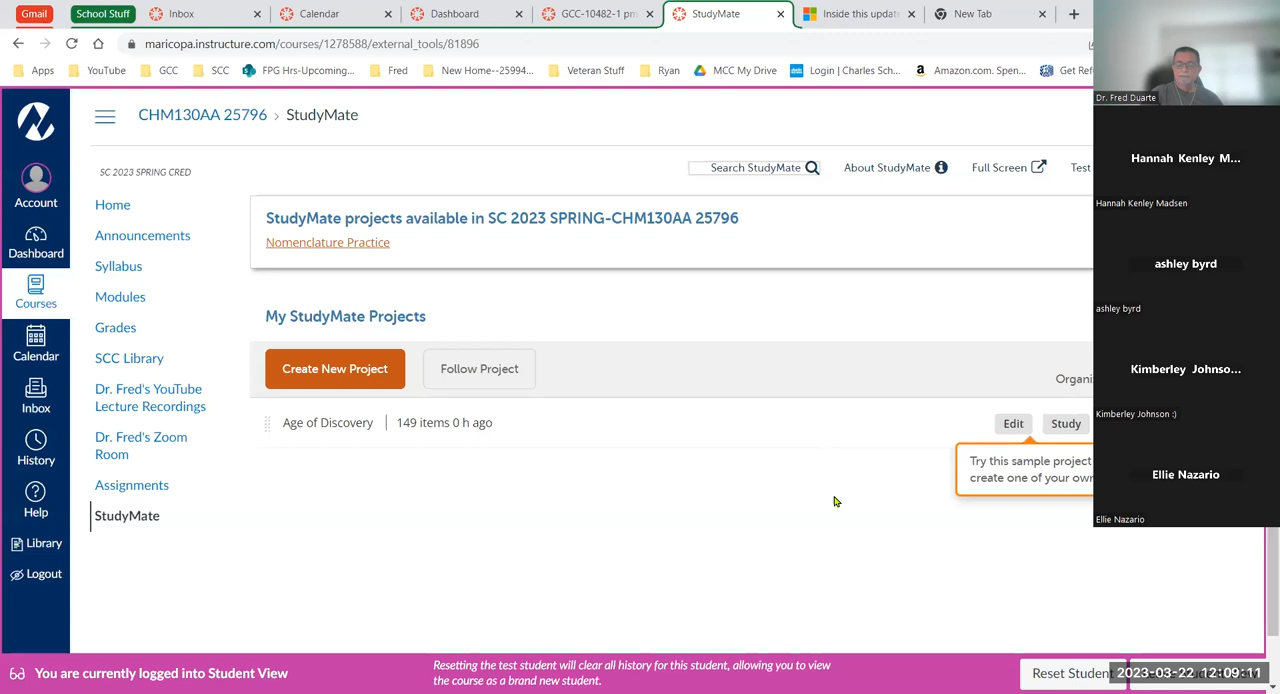 Gmail
School Stuff
Inbox
Calendar
Dashboard
GCC-10482-1 pm
StudyMate
Inside this update
New Tab
maricopa.instructure.com/courses/1278588/external_tools/81896
Apps
YouTube
GCC
SCC
FPG Hrs-Upcoming...
Fred
New Home--25994...
Veteran Stuff
Ryan
MCC My Drive
Login | Charles Sch...
Amazon.com. Spen...
Get Ref
Dr. Fred Duarte
Hannah Kenley M...
Hannah Kenley Madsen
ashley byrd
ashley byrd
Kimberley Johnso...
Kimberley Johnson :)
Ellie Nazario
Ellie Nazario
Account
Dashboard
Courses
Calendar
Inbox
History
Help
Library
Logout
CHM130AA 25796 › StudyMate
SC 2023 SPRING CRED
Home
Announcements
Syllabus
Modules
Grades
SCC Library
Dr. Fred's YouTube
Lecture Recordings
Dr. Fred's Zoom
Room
Assignments
StudyMate
Search StudyMate
About StudyMate
Full Screen
Test
StudyMate projects available in SC 2023 SPRING-CHM130AA 25796
Nomenclature Practice
My StudyMate Projects
Create New Project
Follow Project
Organi
Age of Discovery | 149 items 0 h ago
Edit
Study
Try this sample project
create one of your own
You are currently logged into Student View
Resetting the test student will clear all history for this student, allowing you to view
the course as a brand new student.
Reset Student
2023-03-22 12:09:11